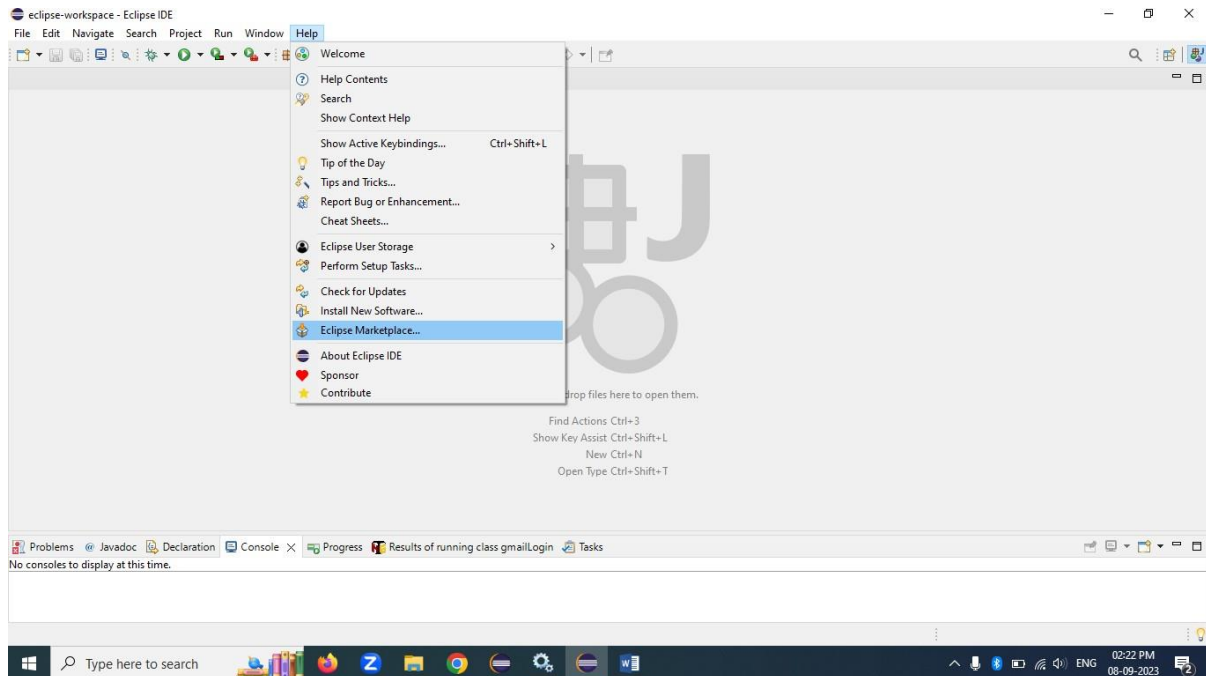 eclipse-workspace - Eclipse IDE
File Edit Navigate Search Project Run Window Help
Welcome
Help Contents
Search
Show Context Help
Show Active Keybindings... Ctrl+Shift+L
Tip of the Day
Tips and Tricks...
Report Bug or Enhancement...
Cheat Sheets...
Eclipse User Storage
Perform Setup Tasks...
Check for Updates
Install New Software...
Eclipse Marketplace...
About Eclipse IDE
Sponsor
Contribute
drop files here to open them.
Find Actions Ctrl+3
Show Key Assist Ctrl+Shift+L
New Ctrl+N
Open Type Ctrl+Shift+T
Problems @ Javadoc Declaration Console Progress Results of running class gmailLogin Tasks
No consoles to display at this time.
Type here to search
ENG
02:22 PM
08-09-2023
2